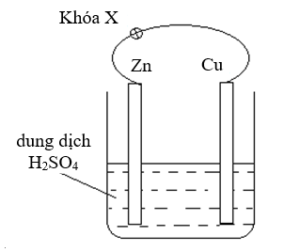 Khóa X
Zn
Cu
dung dịch
H₂SO₄